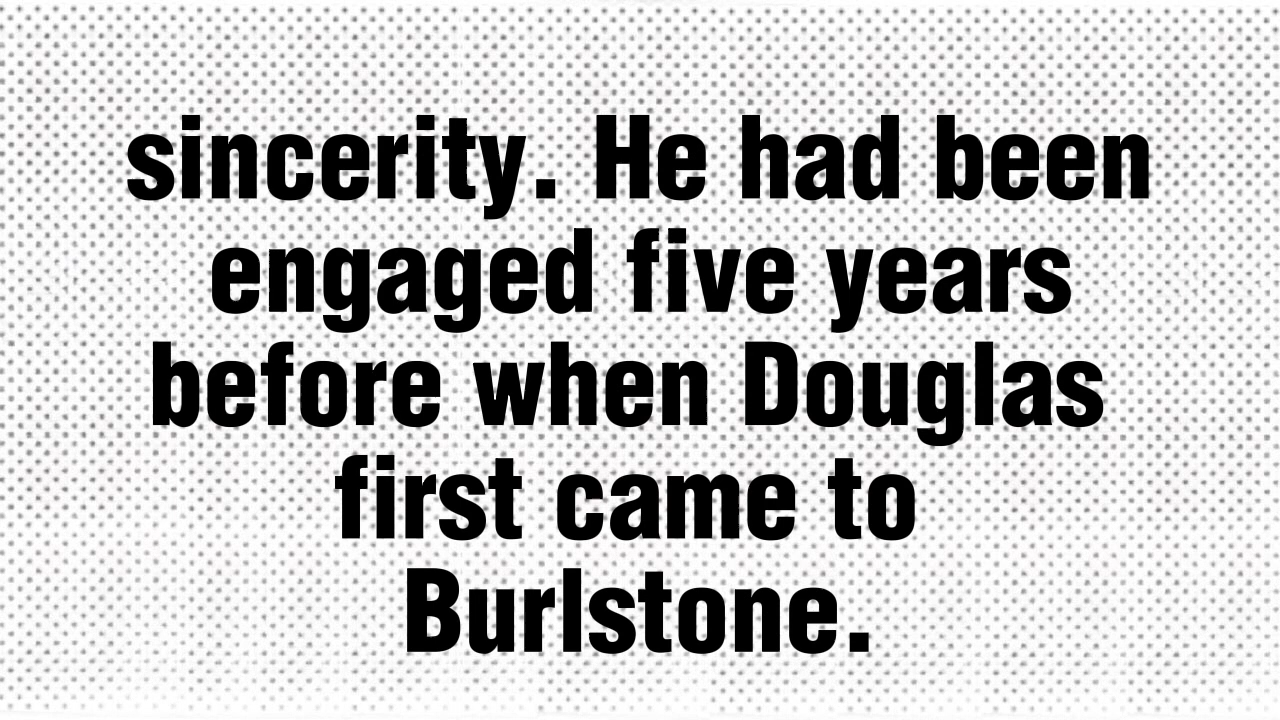 sincerity. He had been
engaged five years
before when Douglas
first came to
Burlstone.